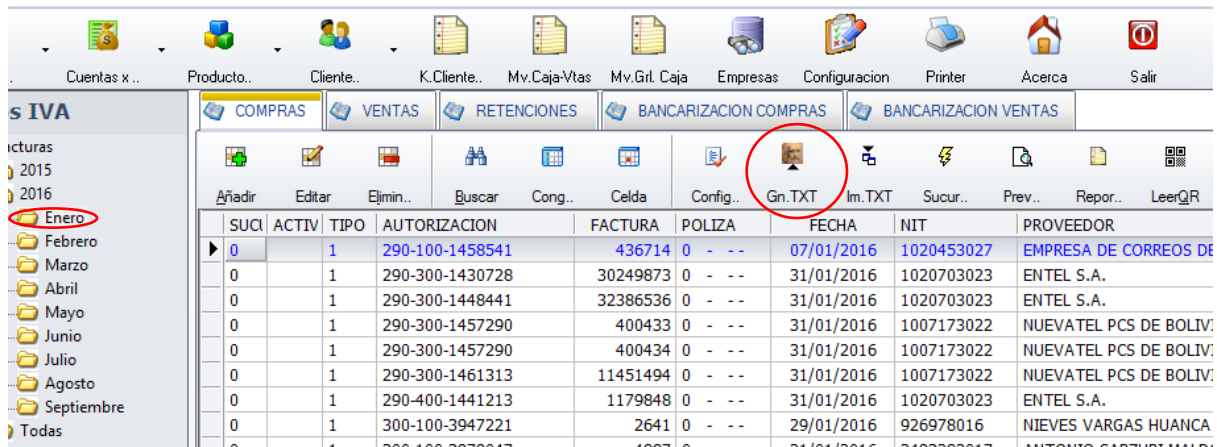 .. Cuentas x .. Producto.. Cliente.. K.Cliente.. Mv.Caja-Vtas Mv.Grl. Caja Empresas Configuracion Printer Acerca Salir
s IVA
COMPRAS VENTAS RETENCIONES BANCARIZACION COMPRAS BANCARIZACION VENTAS
cturas
2015
2016
Enero
Febrero
Marzo
Abril
Mayo
Junio
Julio
Agosto
Septiembre
Todas
Añadir Editar Elimin.. Buscar Cong.. Celda Config.. Gn.TXT Im.TXT Sucur.. Prev.. Repor.. LeerQR
SUCI ACTIV TIPO AUTORIZACION FACTURA POLIZA FECHA NIT PROVEEDOR
0 1 290-100-1458541 436714 0 - - - 07/01/2016 1020453027 EMPRESA DE CORREOS DE
0 1 290-300-1430728 30249873 0 - - - 31/01/2016 1020703023 ENTEL S.A.
0 1 290-300-1448441 32386536 0 - - - 31/01/2016 1020703023 ENTEL S.A.
0 1 290-300-1457290 400433 0 - - - 31/01/2016 1007173022 NUEVATEL PCS DE BOLIVI
0 1 290-300-1457290 400434 0 - - - 31/01/2016 1007173022 NUEVATEL PCS DE BOLIVI
0 1 290-300-1461313 11451494 0 - - - 31/01/2016 1007173022 NUEVATEL PCS DE BOLIVI
0 1 290-400-1441213 1179848 0 - - - 31/01/2016 1020703023 ENTEL S.A.
0 1 300-100-3947221 2641 0 - - - 29/01/2016 926978016 NIEVES VARGAS HUANCA